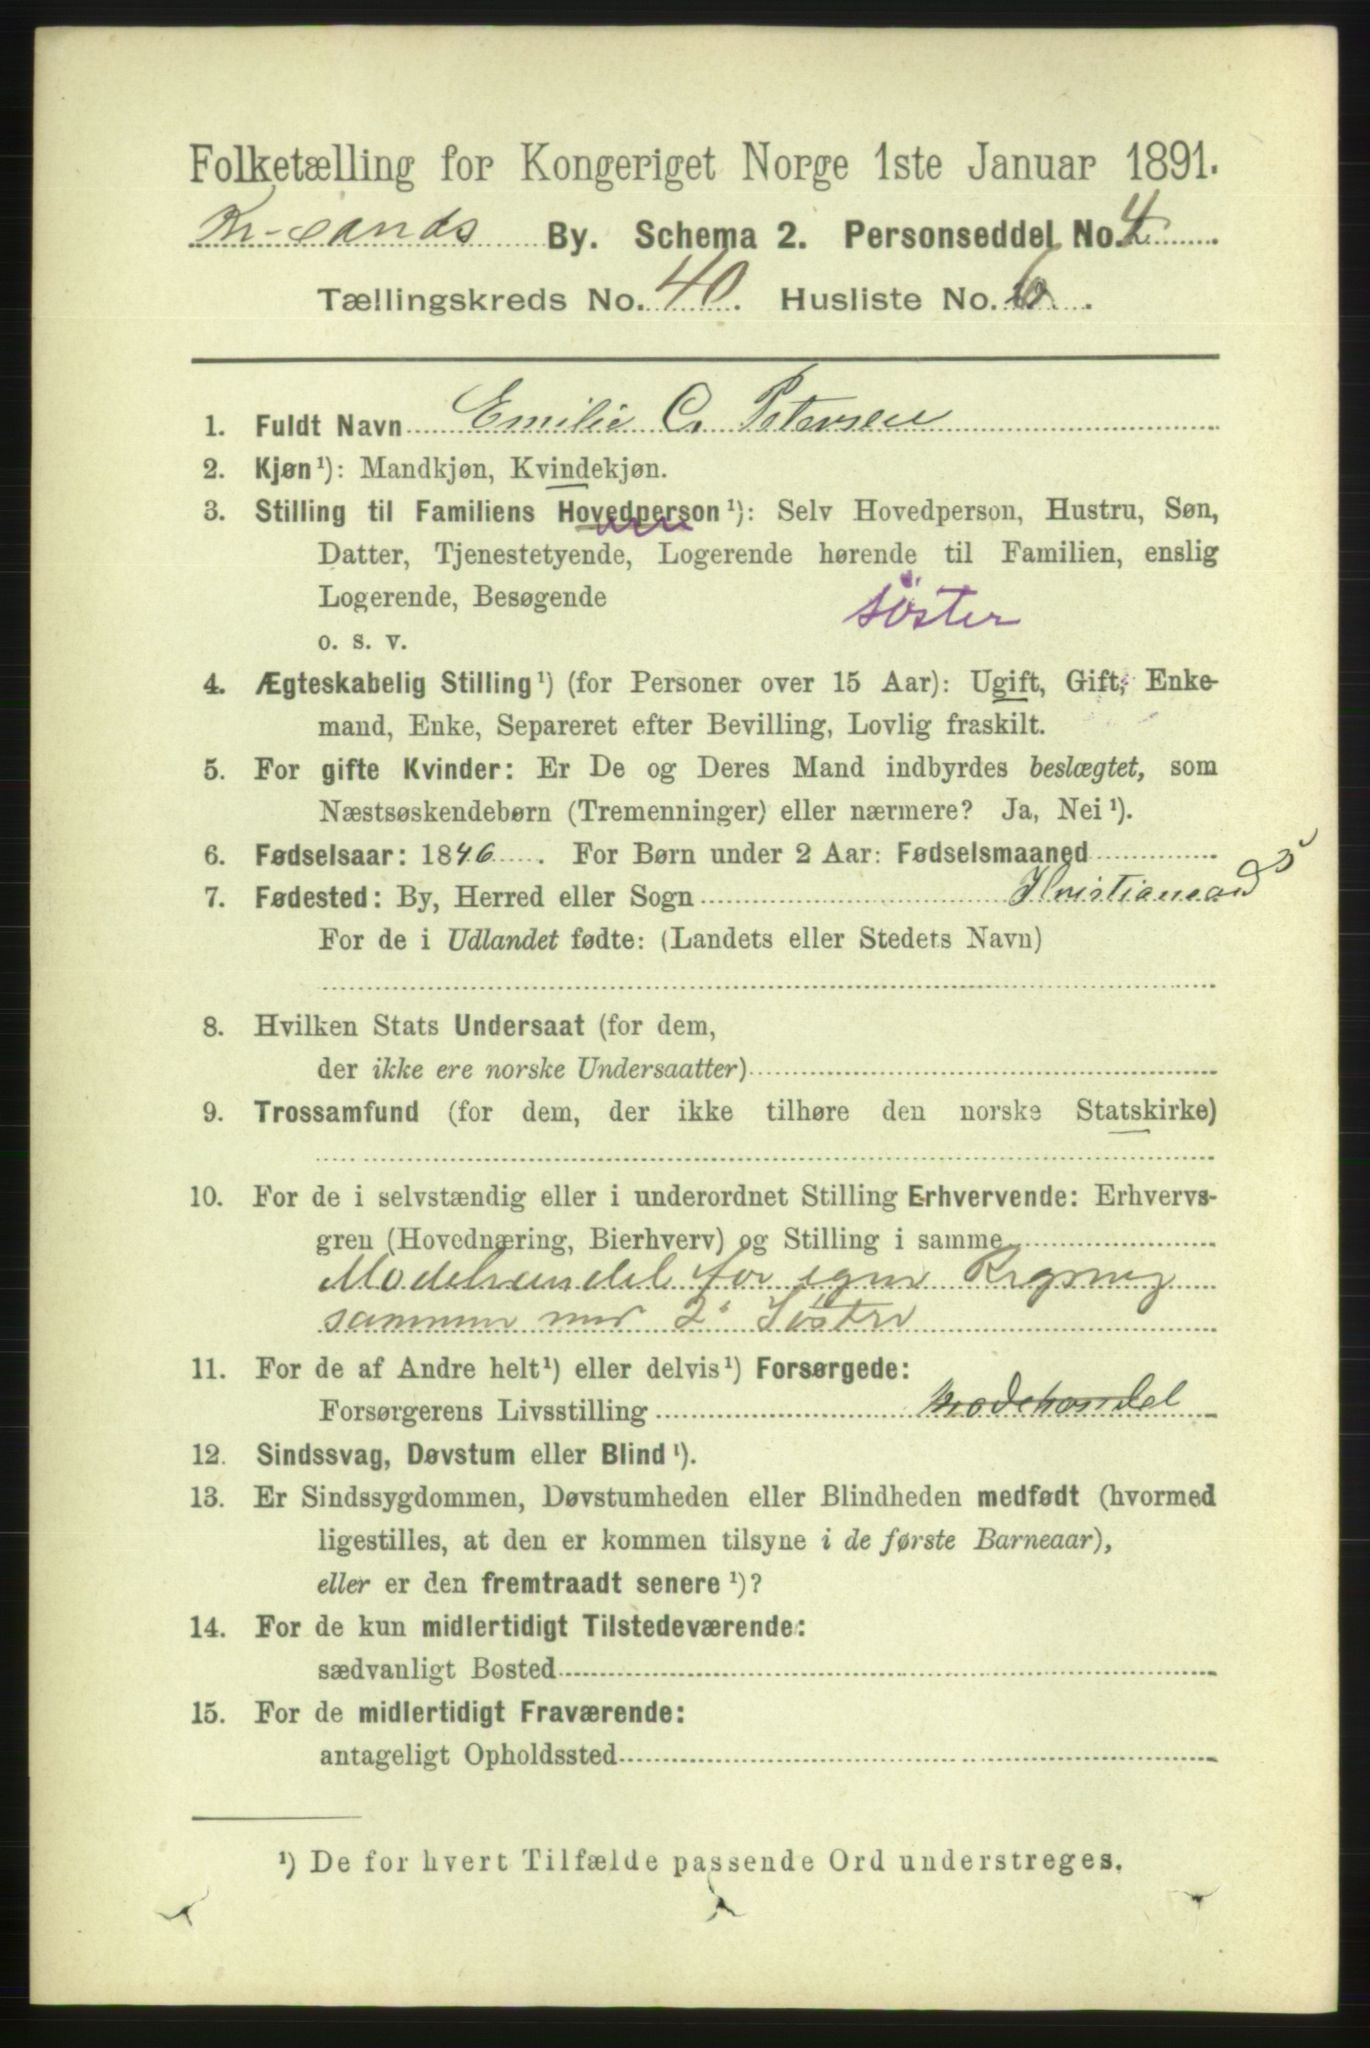 Folketælling for Kongeriget Norge 1ste Januar 1891.
Kr-sands By. Schema 2. Personseddel No. 4
Tællingskreds No. 40. Husliste No. 6.
1. Fuldt Navn Emilie C. Petersen
2. Kjøn¹): Mandkjøn, Kvindekjøn.
3. Stilling til Familiens Hovedperson¹): Selv Hovedperson, Hustru, Søn,
Datter, Tjenestetyende, Logerende hørende til Familien, enslig
Logerende, Besøgende
søster
o. s. v.
4. Ægteskabelig Stilling¹) (for Personer over 15 Aar): Ugift, Gift, Enke-
mand, Enke, Separeret efter Bevilling, Lovlig fraskilt.
5. For gifte Kvinder: Er De og Deres Mand indbyrdes beslægtet, som
Næstsøskendebørn (Tremenninger) eller nærmere? Ja, Nei¹).
6. Fødselsaar: 1846. For Børn under 2 Aar: Fødselsmaaned
7. Fødested: By, Herred eller Sogn Kristiansands
For de i Udlandet fødte: (Landets eller Stedets Navn)
8. Hvilken Stats Undersaat (for dem,
der ikke ere norske Undersaatter)
9. Trossamfund (for dem, der ikke tilhøre den norske Statskirke)
10. For de i selvstændig eller i underordnet Stilling Erhvervende: Erhvervs-
gren (Hovednæring, Bierhverv) og Stilling i samme
Modehandel for egen Regning
sammen med 2 Søstre
11. For de af Andre helt¹) eller delvis¹) Forsørgede:
Forsørgerens Livsstilling Modehandel
12. Sindssvag, Døvstum eller Blind¹).
13. Er Sindssygdommen, Døvstumheden eller Blindheden medfødt (hvormed
ligestilles, at den er kommen tilsyne i de første Barneaar),
eller er den fremtraadt senere¹)?
14. For de kun midlertidigt Tilstedeværende:
sædvanligt Bosted
15. For de midlertidigt Fraværende:
antageligt Opholdssted
¹) De for hvert Tilfælde passende Ord understreges.